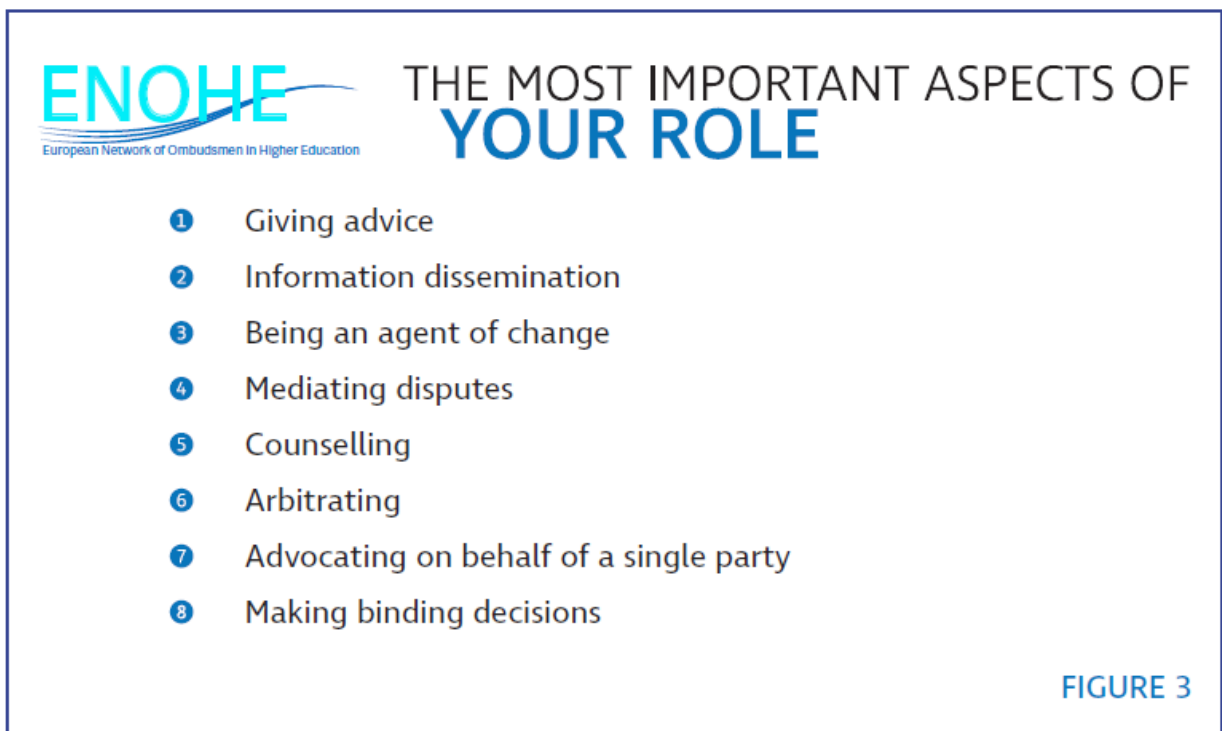 ENOHE
European Network of Ombudsmen in Higher Education
THE MOST IMPORTANT ASPECTS OF
YOUR ROLE
1 Giving advice
2 Information dissemination
3 Being an agent of change
4 Mediating disputes
5 Counselling
6 Arbitrating
7 Advocating on behalf of a single party
8 Making binding decisions
FIGURE 3